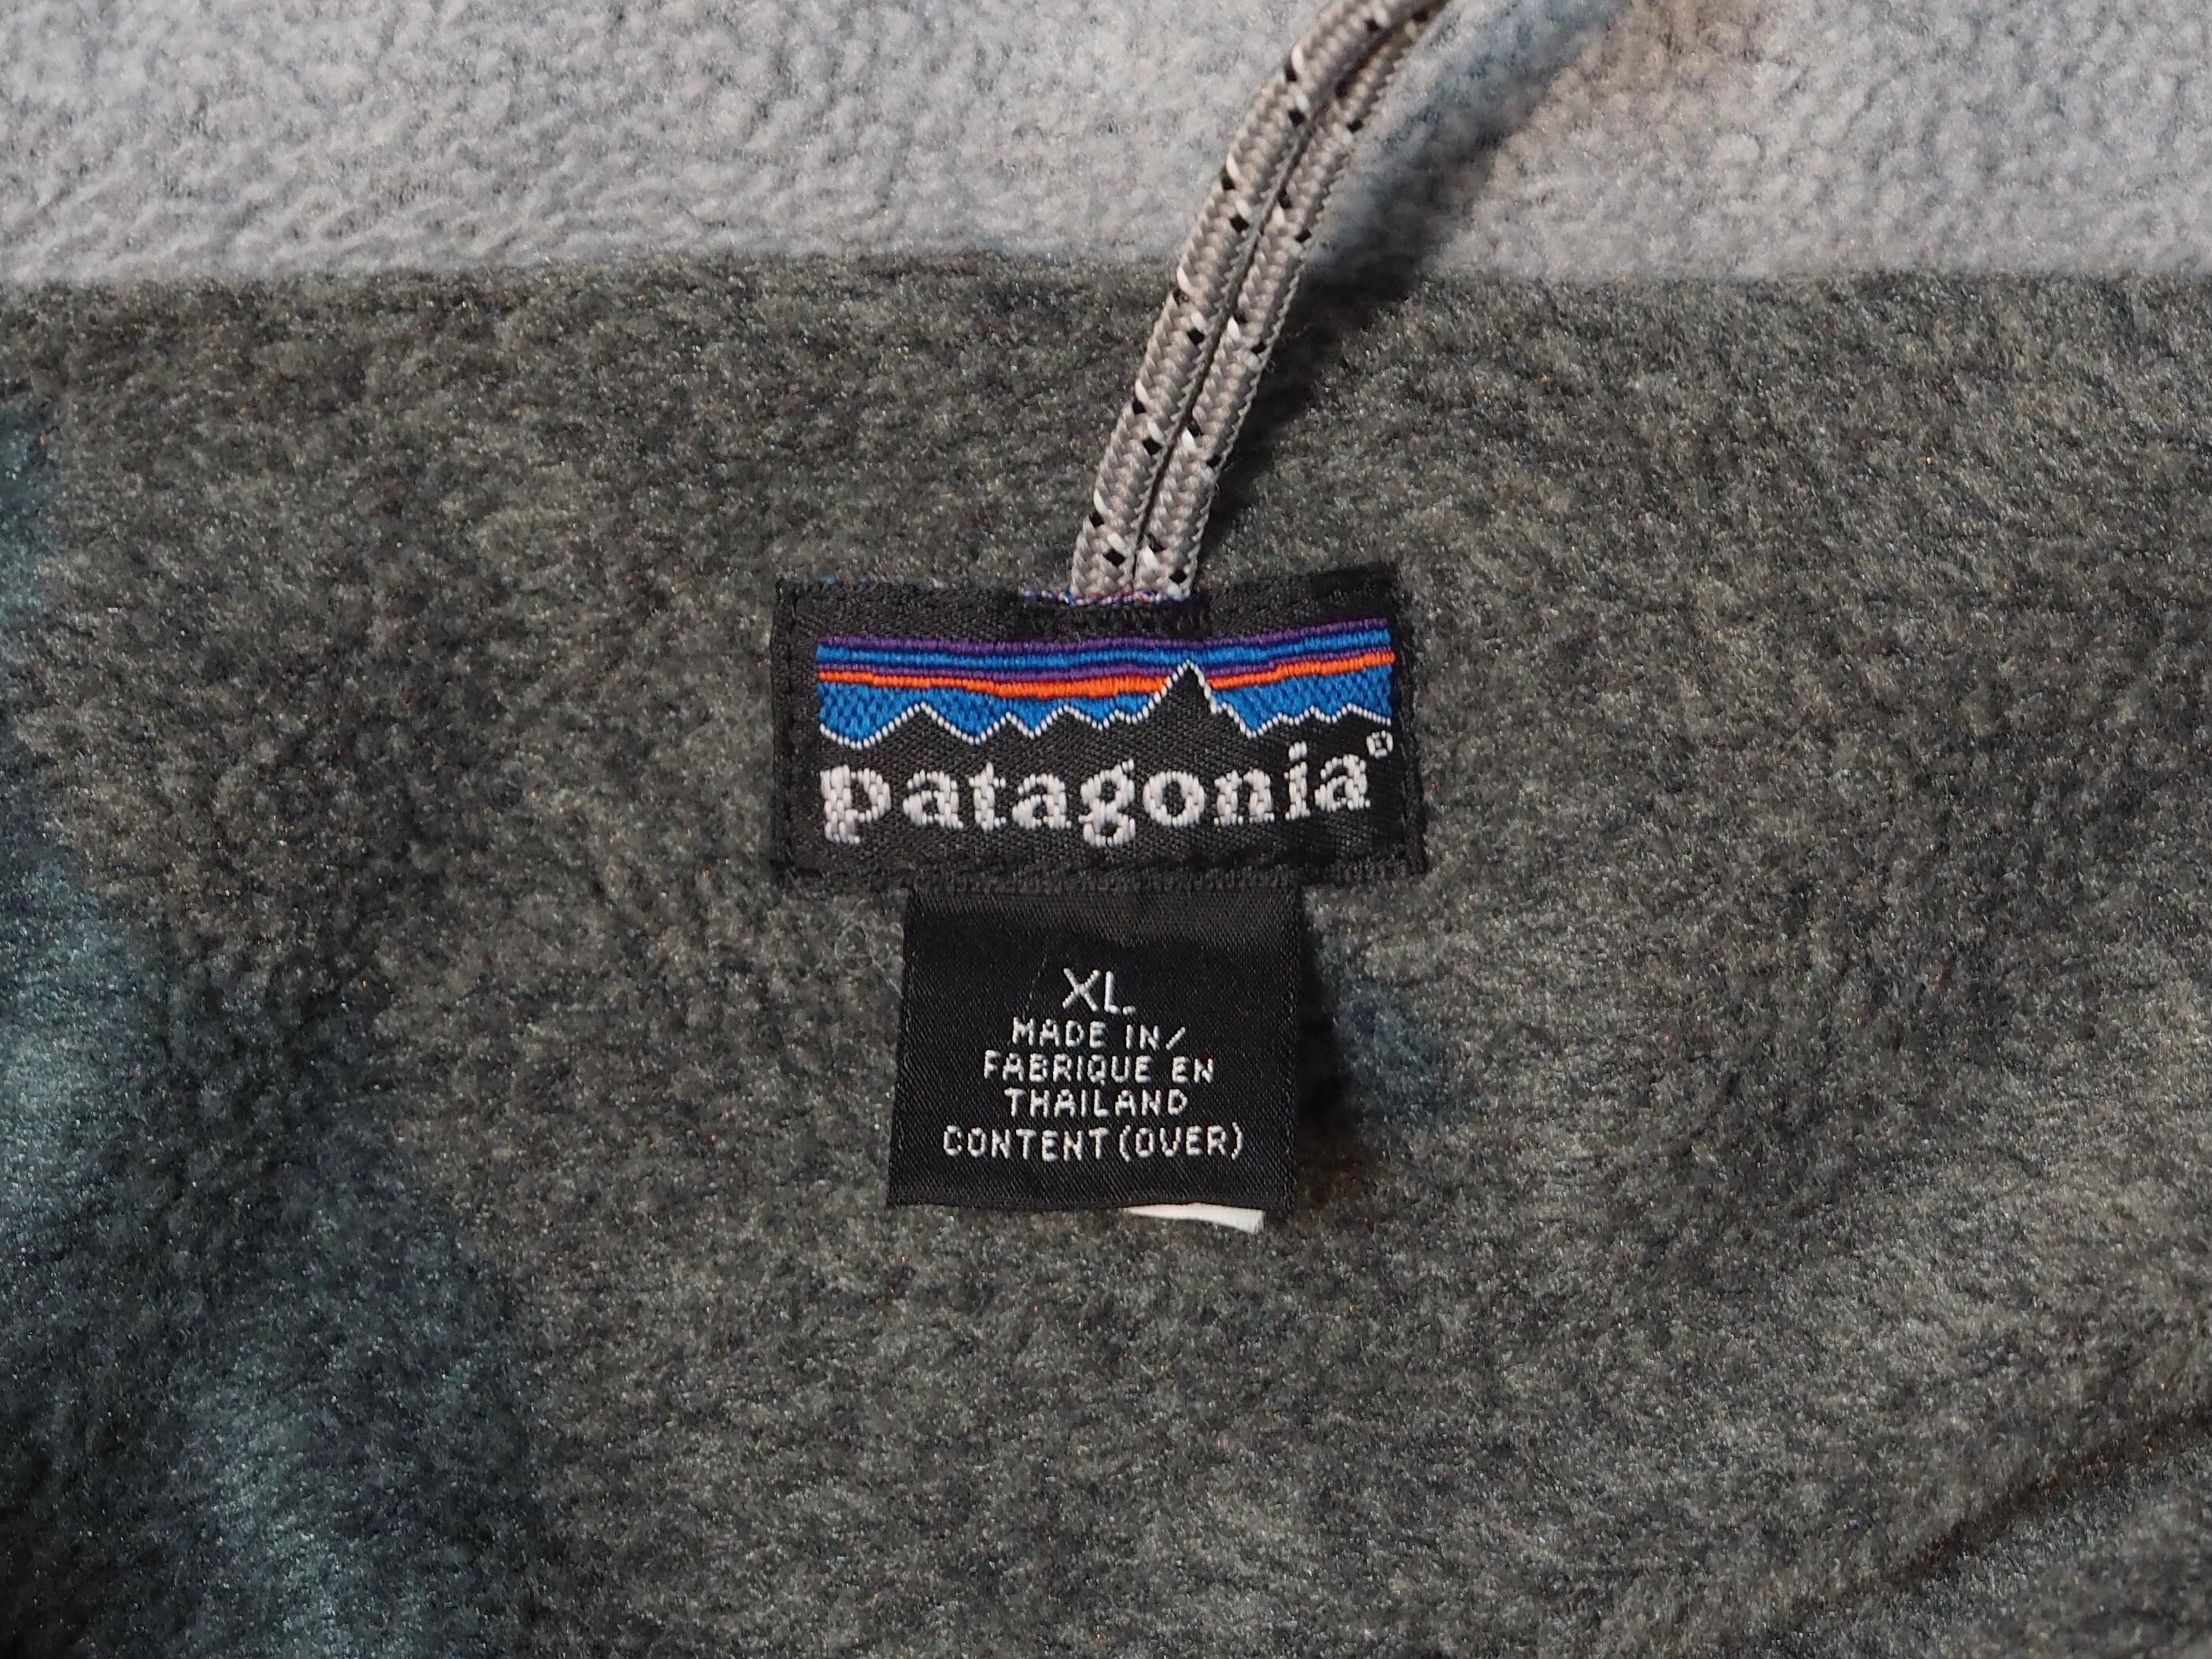 patagonia®
XL
MADE IN/
FABRIQUE EN
THAILAND
CONTENT (OVER)